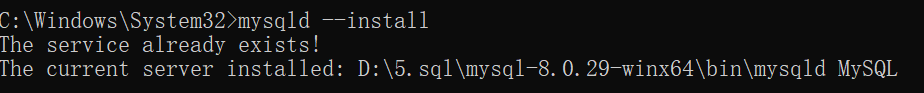 C:\Windows\System32>mysqld --install
The service already exists!
The current server installed: D:\5.sql\mysql-8.0.29-winx64\bin\mysqld MySQL